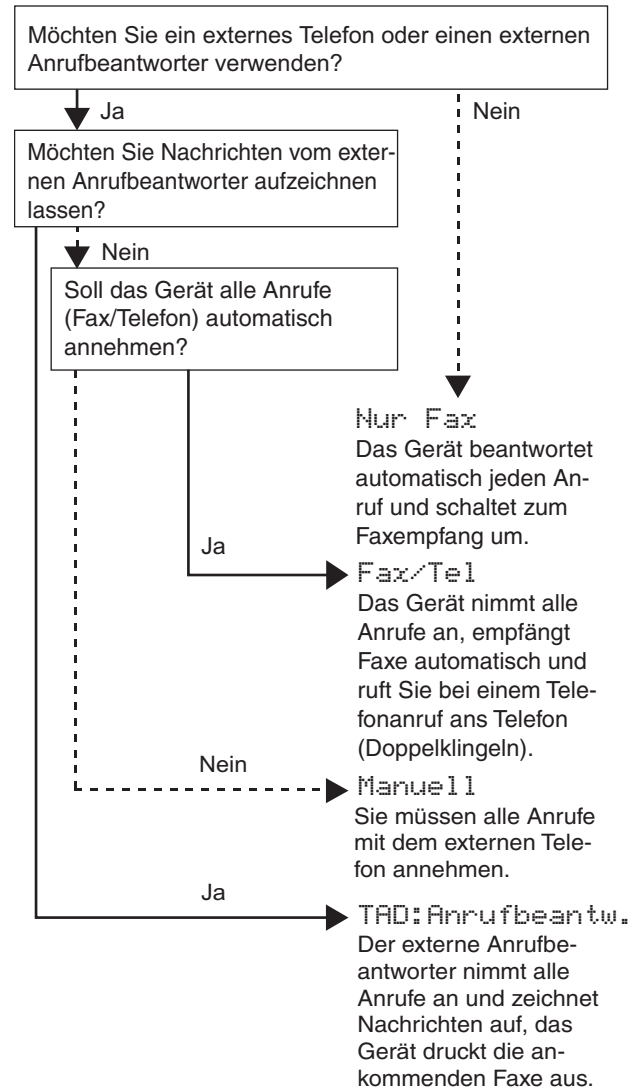 Möchten Sie ein externes Telefon oder einen externen
Anrufbeantworter verwenden?
Ja
Nein
Möchten Sie Nachrichten vom exter-
nen Anrufbeantworter aufzeichnen
lassen?
Nein
Soll das Gerät alle Anrufe
(Fax/Telefon) automatisch
annehmen?
Nur Fax
Das Gerät beantwortet
automatisch jeden An-
ruf und schaltet zum
Faxempfang um.
Ja
Fax/Tel
Das Gerät nimmt alle
Anrufe an, empfängt
Faxe automatisch und
ruft Sie bei einem Tele-
fonanruf ans Telefon
(Doppelklingeln).
Nein
Manuell
Sie müssen alle Anrufe
mit dem externen Tele-
fon annehmen.
Ja
TAD:Anrufbeantw.
Der externe Anrufbe-
antworter nimmt alle
Anrufe an und zeichnet
Nachrichten auf, das
Gerät druckt die an-
kommenden Faxe aus.